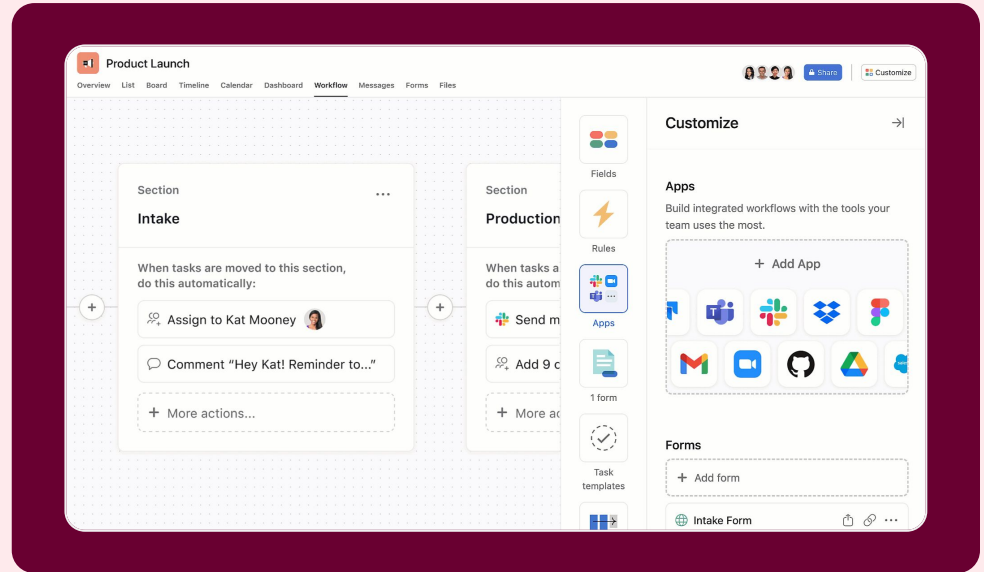 Product Launch
Share
Customize
Overview List Board Timeline Calendar Dashboard Workflow Messages Forms Files
Section
Intake
When tasks are moved to this section,
do this automatically:
Assign to Kat Mooney
Comment “Hey Kat! Reminder to...”
More actions...
Section
Production
When tasks a
do this autom
Send m
Add 9 c
More ac
Fields
Rules
Apps
1 form
Task
templates
Customize
Apps
Build integrated workflows with the tools your
team uses the most.
+ Add App
Forms
+ Add form
Intake Form